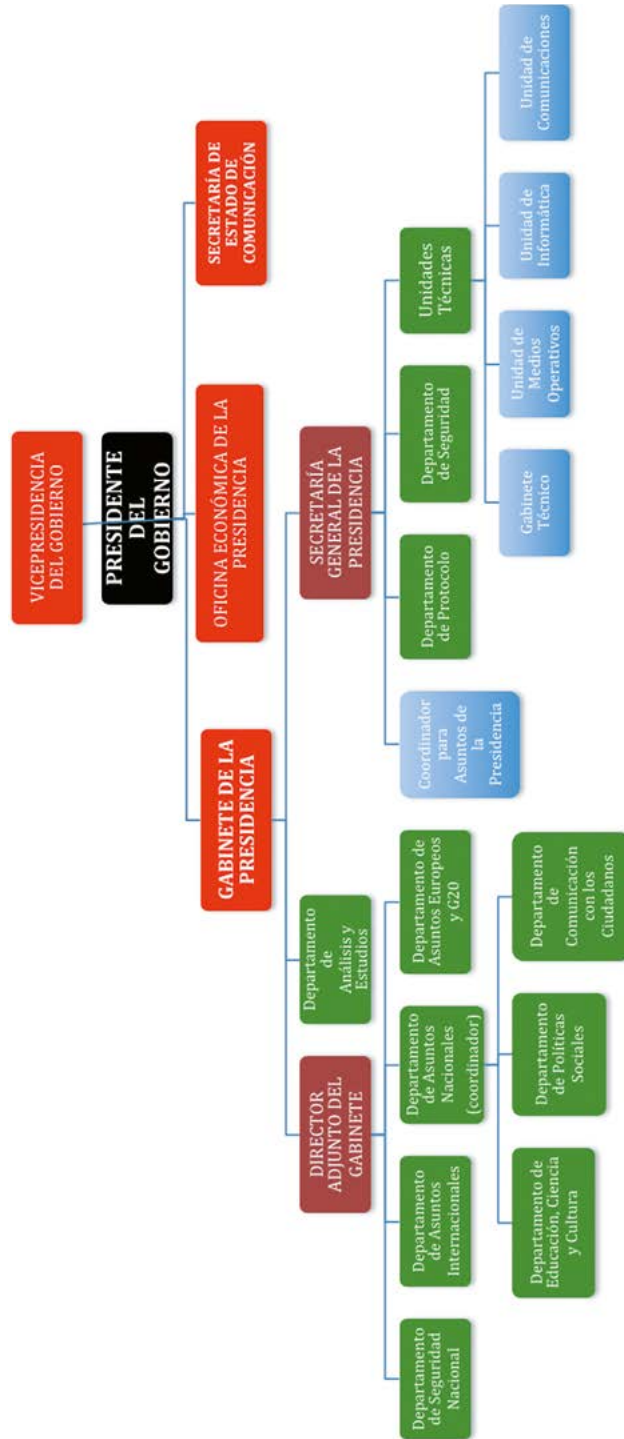 VICEPRESIDENCIA
DEL GOBIERNO
PRESIDENTE
DEL
GOBIERNO
GABINETE DE LA
PRESIDENCIA
OFICINA ECONÓMICA DE LA
PRESIDENCIA
SECRETARÍA DE
ESTADO DE
COMUNICACIÓN
DIRECTOR
ADJUNTO DEL
GABINETE
Departamento
de
Análisis y
Estudios
SECRETARÍA
GENERAL DE LA
PRESIDENCIA
Departamento
de Seguridad
Nacional
Departamento
de Asuntos
Internacionales
Departamento
de Asuntos
Nacionales
(coordinador)
Departamento de
Asuntos Europeos
y G20
Coordinador
para
Asuntos de
la
Presidencia
Departamento
de Protocolo
Departamento
de Seguridad
Unidades
Técnicas
Departamento de
Educación, Ciencia
y Cultura
Departamento
de Políticas
Sociales
Departamento
de
Comunicación
con los
Ciudadanos
Gabinete
Técnico
Unidad de
Medios
Operativos
Unidad de
Informática
Unidad de
Comunicaciones